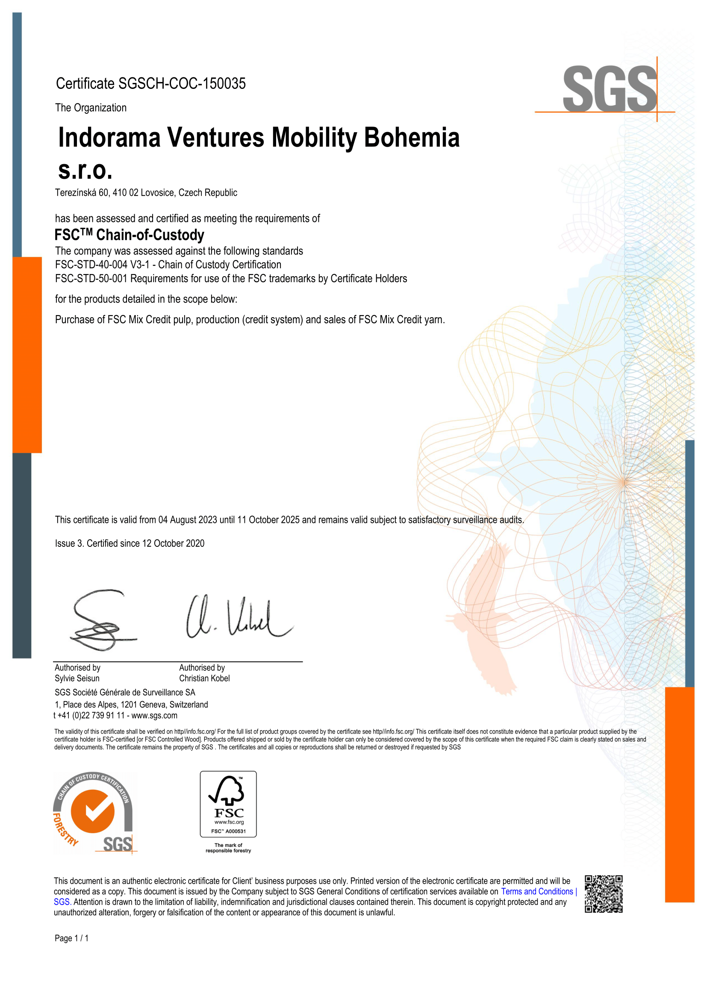 SGS
Certificate SGSCH-COC-150035
The Organization
Indorama Ventures Mobility Bohemia
s.r.o.
Terezínská 60, 410 02 Lovosice, Czech Republic
has been assessed and certified as meeting the requirements of
FSC™ Chain-of-Custody
The company was assessed against the following standards
FSC-STD-40-004 V3-1 - Chain of Custody Certification
FSC-STD-50-001 Requirements for use of the FSC trademarks by Certificate Holders
for the products detailed in the scope below:
Purchase of FSC Mix Credit pulp, production (credit system) and sales of FSC Mix Credit yarn.
This certificate is valid from 04 August 2023 until 11 October 2025 and remains valid subject to satisfactory surveillance audits.
Issue 3. Certified since 12 October 2020
Authorised by
Sylvie Seisun
Authorised by
Christian Kobel
SGS Société Générale de Surveillance SA
1, Place des Alpes, 1201 Geneva, Switzerland
t +41 (0)22 739 91 11 - www.sgs.com
The validity of this certificate shall be verified on http//info.fsc.org/ For the full list of product groups covered by the certificate see http//info.fsc.org/ This certificate itself does not constitute evidence that a particular product supplied by the
certificate holder is FSC-certified [or FSC Controlled Wood]. Products offered shipped or sold by the certificate holder can only be considered covered by the scope of this certificate when the required FSC claim is clearly stated on sales and
delivery documents. The certificate remains the property of SGS . The certificates and all copies or reproductions shall be returned or destroyed if requested by SGS
CHAIN OF CUSTODY CERTIFICATION
FORESTRY
SGS
™
FSC
www.fsc.org
FSC™ A000531
The mark of
responsible forestry
This document is an authentic electronic certificate for Client' business purposes use only. Printed version of the electronic certificate are permitted and will be
considered as a copy. This document is issued by the Company subject to SGS General Conditions of certification services available on Terms and Conditions |
SGS. Attention is drawn to the limitation of liability, indemnification and jurisdictional clauses contained therein. This document is copyright protected and any
unauthorized alteration, forgery or falsification of the content or appearance of this document is unlawful.
Page 1 / 1